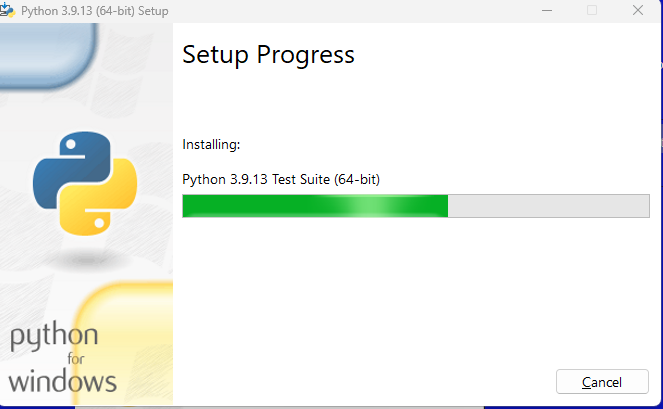 Python 3.9.13 (64-bit) Setup
Setup Progress
Installing:
Python 3.9.13 Test Suite (64-bit)
python
for
windows
Cancel